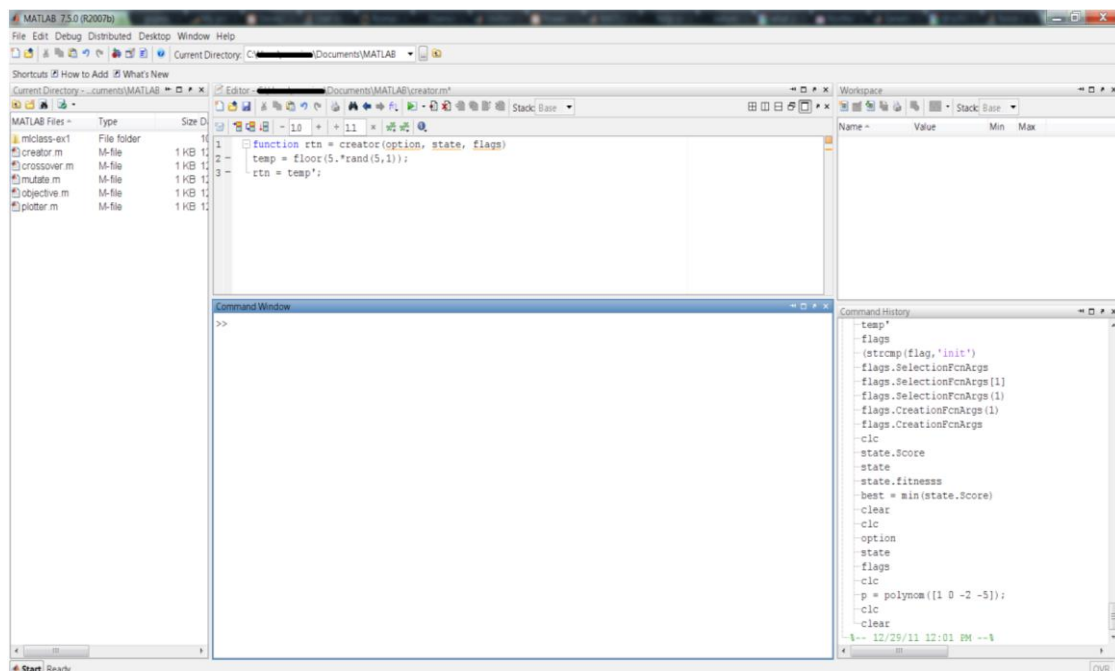 MATLAB 7.5.0 (R2007b)
File Edit Debug Distributed Desktop Window Help
Current Directory: C:\ \Documents\MATLAB
Shortcuts How to Add What's New
Current Directory - ...cuments\MATLAB
MATLAB Files Type Size
mlclass-ex1 File folder
creator.m M-file 1 KB
crossover.m M-file 1 KB
mutate.m M-file 1 KB
objective.m M-file 1 KB
plotter.m M-file 1 KB
Editor - \Documents\MATLAB\creator.m*
Stack: Base
- 1.0 + ÷ 1.1 ×
1 function rtn = creator(option, state, flags)
2 - temp = floor(5.*rand(5,1));
3 - rtn = temp';
Command Window
>>
Workspace
Stack: Base
Name Value Min Max
Command History
temp'
flags
(strcmp(flag,'init')
flags.SelectionFcnArgs
flags.SelectionFcnArgs[1]
flags.SelectionFcnArgs(1)
flags.CreationFcnArgs(1)
flags.CreationFcnArgs
clc
state.Score
state
state.fitnesss
best = min(state.Score)
clear
clc
option
state
flags
clc
p = polynom([1 0 -2 -5]);
clc
clear
%-- 12/29/11 12:01 PM --%
Start Ready
OVR